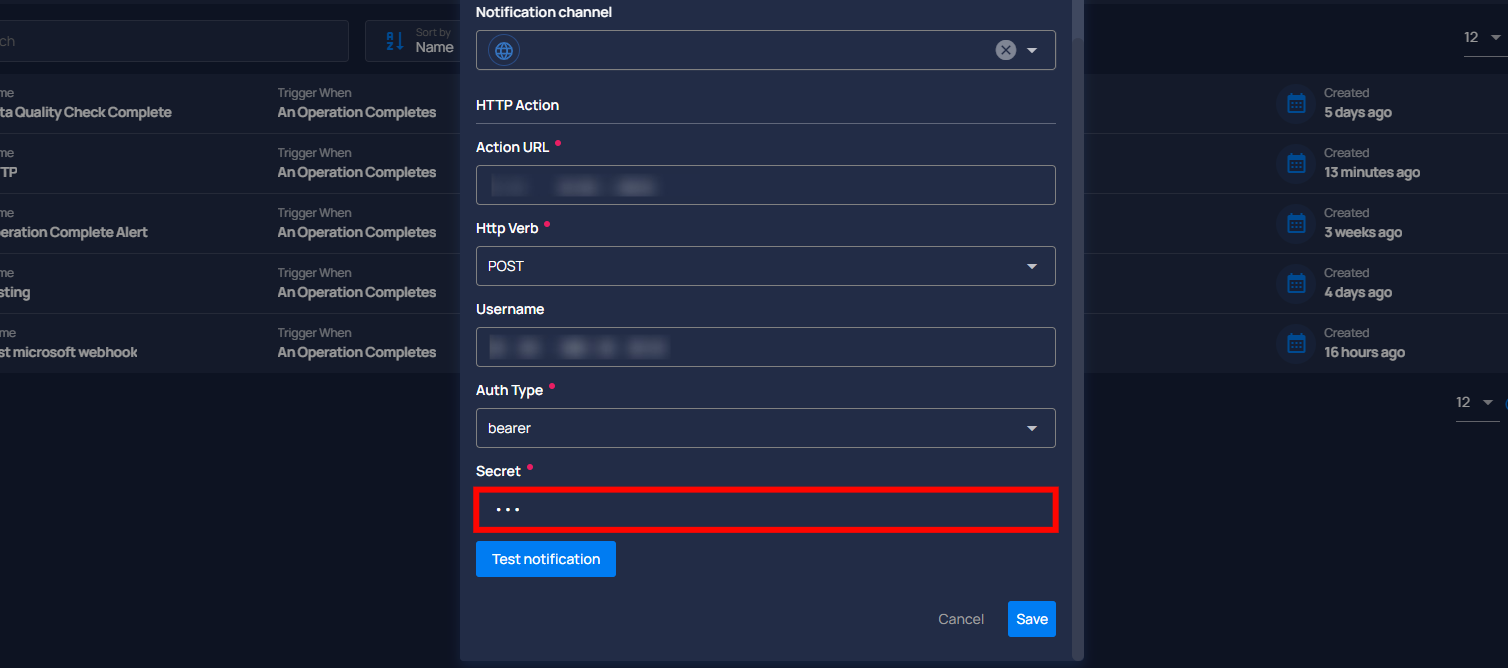 Notification channel
ch
Sort by
Name
12
HTTP Action
me
ta Quality Check Complete
Trigger When
An Operation Completes
Created
5 days ago
Action URL
me
TP
Trigger When
An Operation Completes
Created
13 minutes ago
Http Verb
POST
me
eration Complete Alert
Trigger When
An Operation Completes
Created
3 weeks ago
Username
me
sting
Trigger When
An Operation Completes
Created
4 days ago
Auth Type
bearer
me
st microsoft webhook
Trigger When
An Operation Completes
Created
16 hours ago
12
Secret
•••
Test notification
Cancel
Save